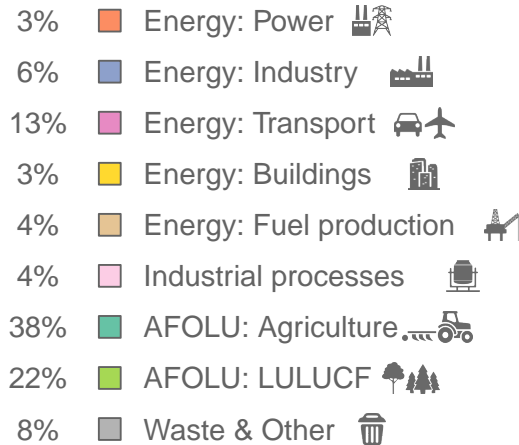 3% Energy: Power
6% Energy: Industry
13% Energy: Transport
3% Energy: Buildings
4% Energy: Fuel production
4% Industrial processes
38% AFOLU: Agriculture
22% AFOLU: LULUCF
8% Waste & Other